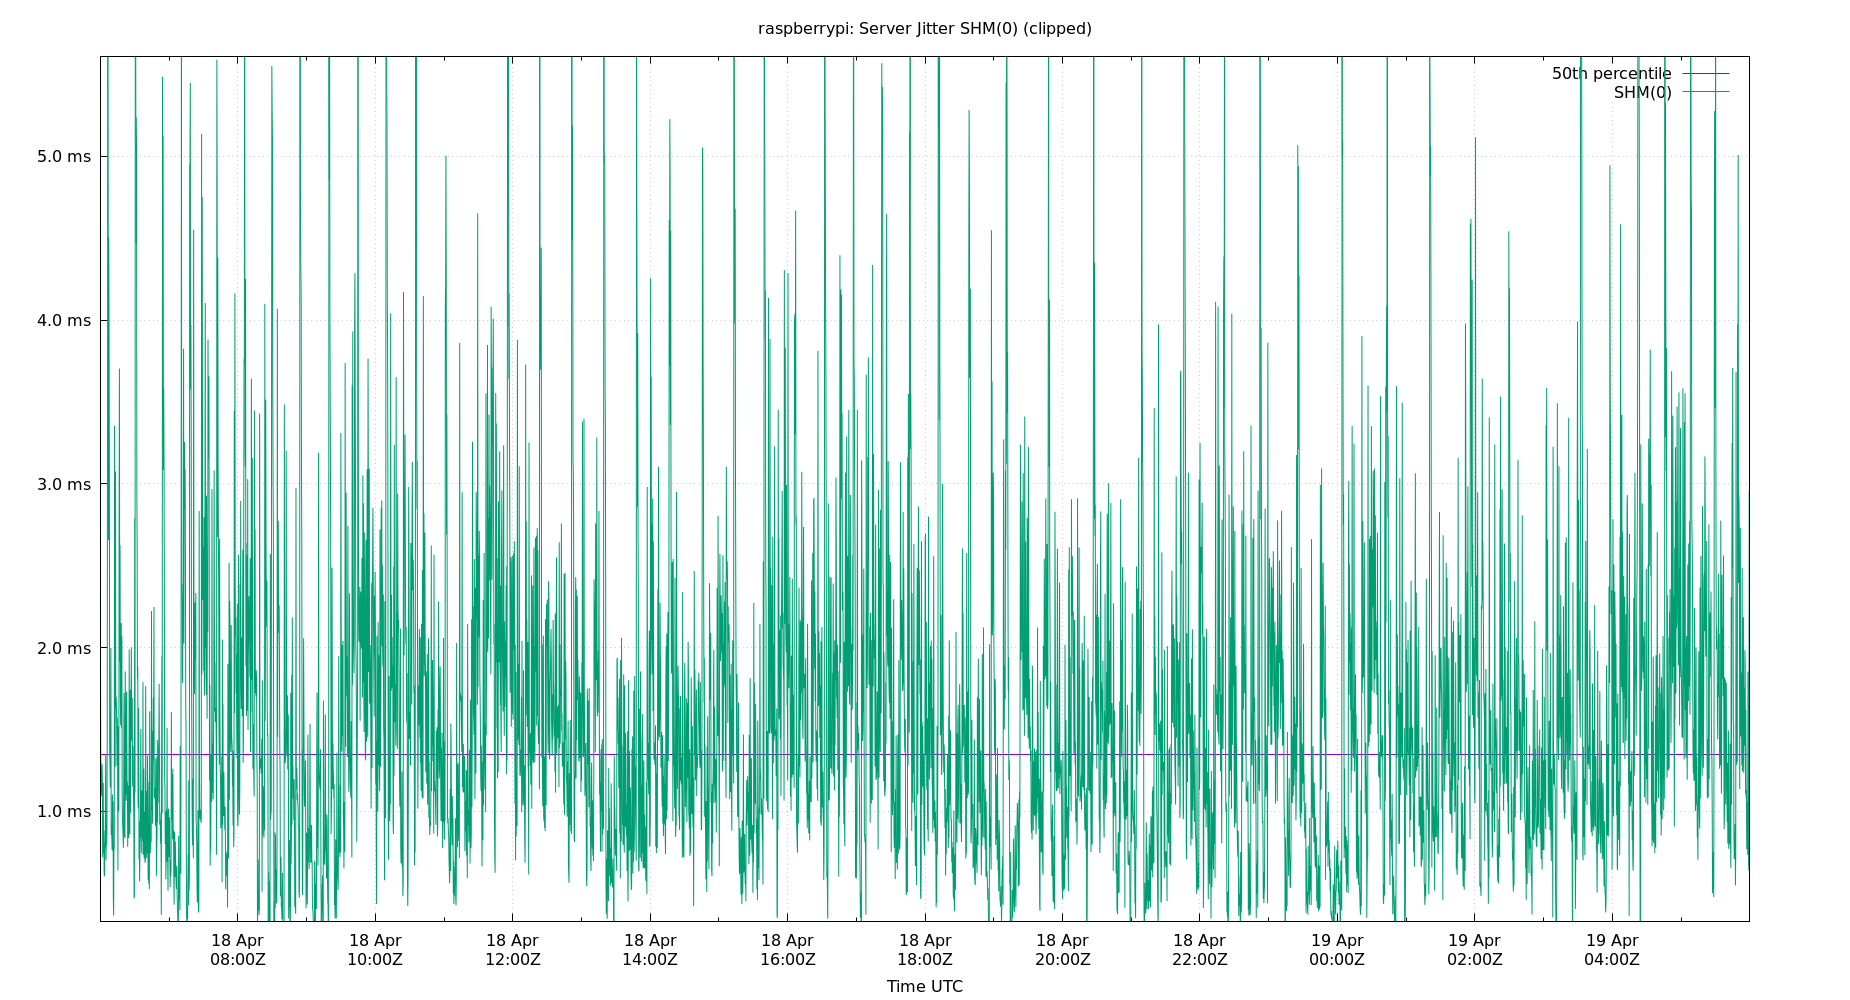 raspberrypi: Server Jitter SHM(0) (clipped)
50th percentile
SHM(0)
5.0 ms
4.0 ms
3.0 ms
2.0 ms
1.0 ms
18 Apr 18 Apr 18 Apr 18 Apr 18 Apr 18 Apr 18 Apr 18 Apr 19 Apr 19 Apr 19 Apr
08:00Z 10:00Z 12:00Z 14:00Z 16:00Z 18:00Z 20:00Z 22:00Z 00:00Z 02:00Z 04:00Z
Time UTC